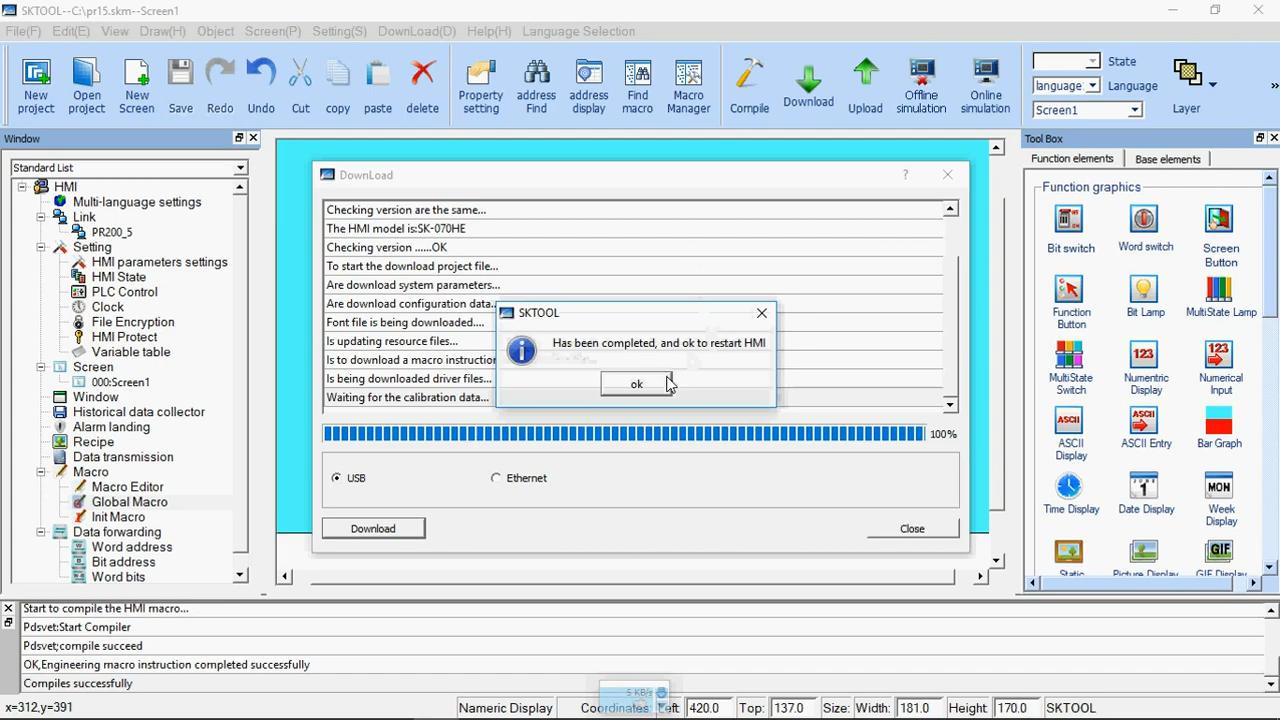 SKTOOL--C:\pr15.skm--Screen1
File(F) Edit(E) View Draw(H) Object Screen(P) Setting(S) DownLoad(D) Help(H) Language Selection
New project
Open project
New Screen
Save
Redo
Undo
Cut
copy
paste
delete
Property setting
address Find
address display
Find macro
Macro Manager
Compile
Download
Upload
Offline simulation
Online simulation
State
language Language
Screen1
Layer
»
Window
Standard List
HMI
Multi-language settings
Link
PR200_5
Setting
HMI parameters settings
HMI State
PLC Control
Clock
File Encryption
HMI Protect
Variable table
Screen
000:Screen1
Window
Historical data collector
Alarm landing
Recipe
Data transmission
Macro
Macro Editor
Global Macro
Init Macro
Data forwarding
Word address
Bit address
Word bits
DownLoad
?
Checking version are the same...
The HMI model is:SK-070HE
Checking version ......OK
To start the download project file...
Are download system parameters...
Are download configuration data...
Font file is being downloaded....
Is updating resource files...
Is to download a macro instruction
Is being downloaded driver files...
Waiting for the calibration data...
100%
USB Ethernet
Download
Close
SKTOOL
Has been completed, and ok to restart HMI
ok
Tool Box
Function elements Base elements
Function graphics
Bit switch
Word switch
Screen Button
Function Button
Bit Lamp
MultiState Lamp
MultiState Switch
Numeric Display
Numerical Input
ASCII Display
ASCII Entry
Bar Graph
Time Display
Date Display
Week Display
Static
Picture Display
GIF Display
Start to compile the HMI macro...
Pdsvet:Start Compiler
Pdsvet;compile succeed
OK,Engineering macro instruction completed successfully
Compiles successfully
5 KB/s
x=312,y=391
Nameric Display Coordinates Left 420.0 Top: 137.0 Size: Width: 181.0 Height 170.0 SKTOOL